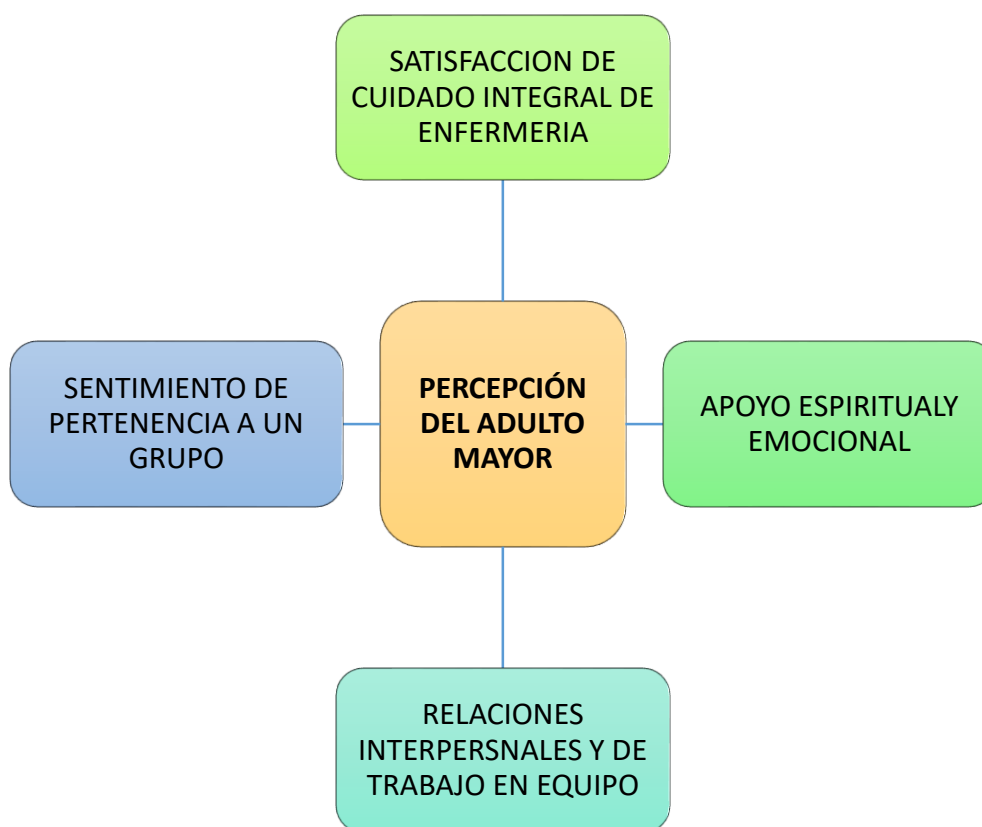 SATISFACCION DE
CUIDADO INTEGRAL DE
ENFERMERIA
SENTIMIENTO DE
PERTENENCIA A UN
GRUPO
PERCEPCIÓN
DEL ADULTO
MAYOR
APOYO ESPIRITUALY
EMOCIONAL
RELACIONES
INTERPERSNALES Y DE
TRABAJO EN EQUIPO